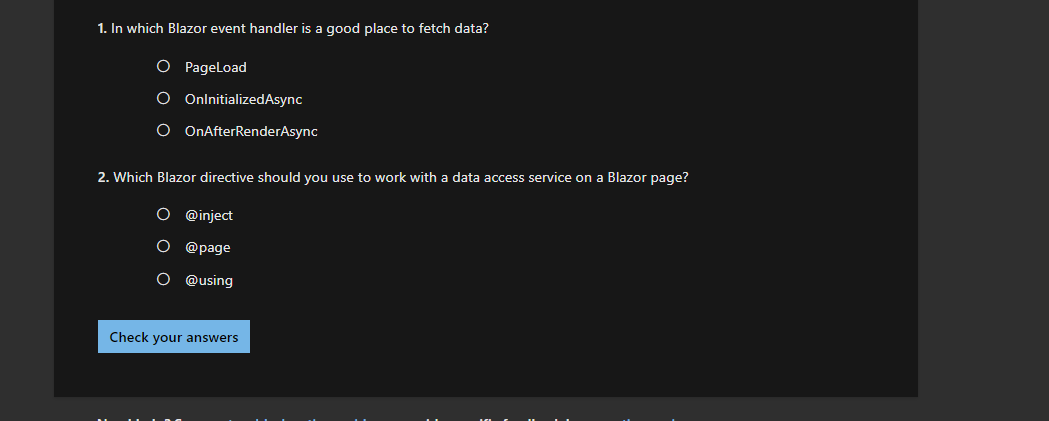 1. In which Blazor event handler is a good place to fetch data?
PageLoad
OnInitializedAsync
OnAfterRenderAsync
2. Which Blazor directive should you use to work with a data access service on a Blazor page?
@inject
@page
@using
Check your answers